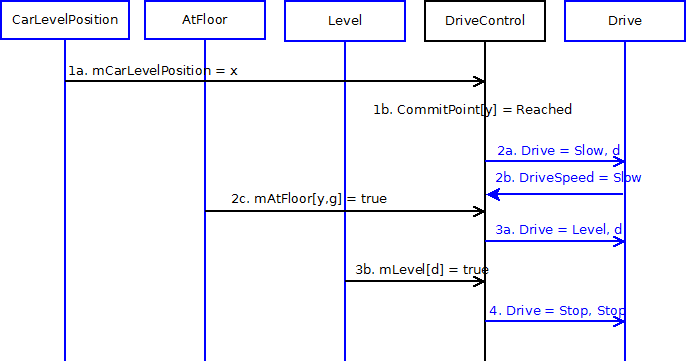 CarLevelPosition
AtFloor
Level
DriveControl
Drive
1a. mCarLevelPosition = x
1b. CommitPoint[y] = Reached
2a. Drive = Slow, d
2b. DriveSpeed = Slow
2c. mAtFloor[y,g] = true
3a. Drive = Level, d
3b. mLevel[d] = true
4. Drive = Stop, Stop